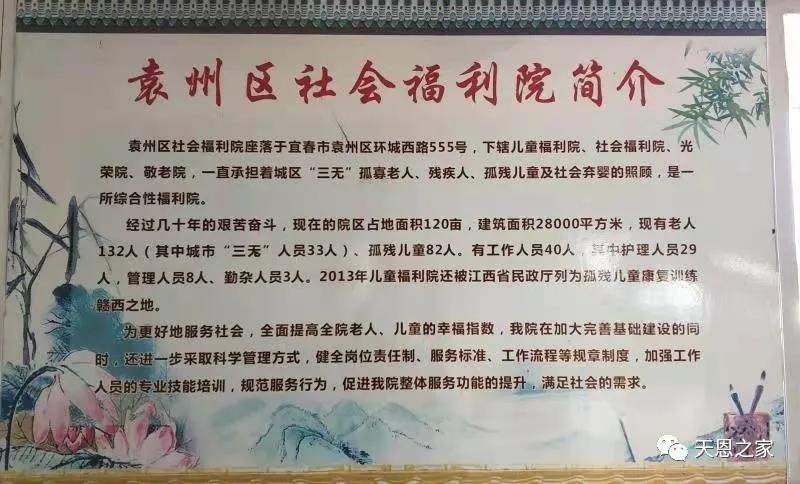 袁州区社会福利院简介
袁州区社会福利院座落于宜春市袁州区环城西路555号，下辖儿童福利院、社会福利院、光
荣院、敬老院，一直承担着城区“三无”孤寡老人、残疾人、孤残儿童及社会弃婴的照顾，是一
所综合性福利院。
经过几十年的艰苦奋斗，现在的院区占地面积120亩，建筑面积28000平方米，现有老人
132人（其中城市“三无”人员33人）、孤残儿童82人。有工作人员40人，其中护理人员29
人，管理人员8人、勤杂人员3人。2013年儿童福利院还被江西省民政厅列为孤残儿童康复训练
赣西之地。
为更好地服务社会，全面提高全院老人、儿童的幸福指数，我院在加大完善基础建设的同
时，还进一步采取科学管理方式，健全岗位责任制、服务标准、工作流程等规章制度，加强工作
人员的专业技能培训，规范服务行为，促进我院整体服务功能的提升，满足社会的需求。
天恩之家